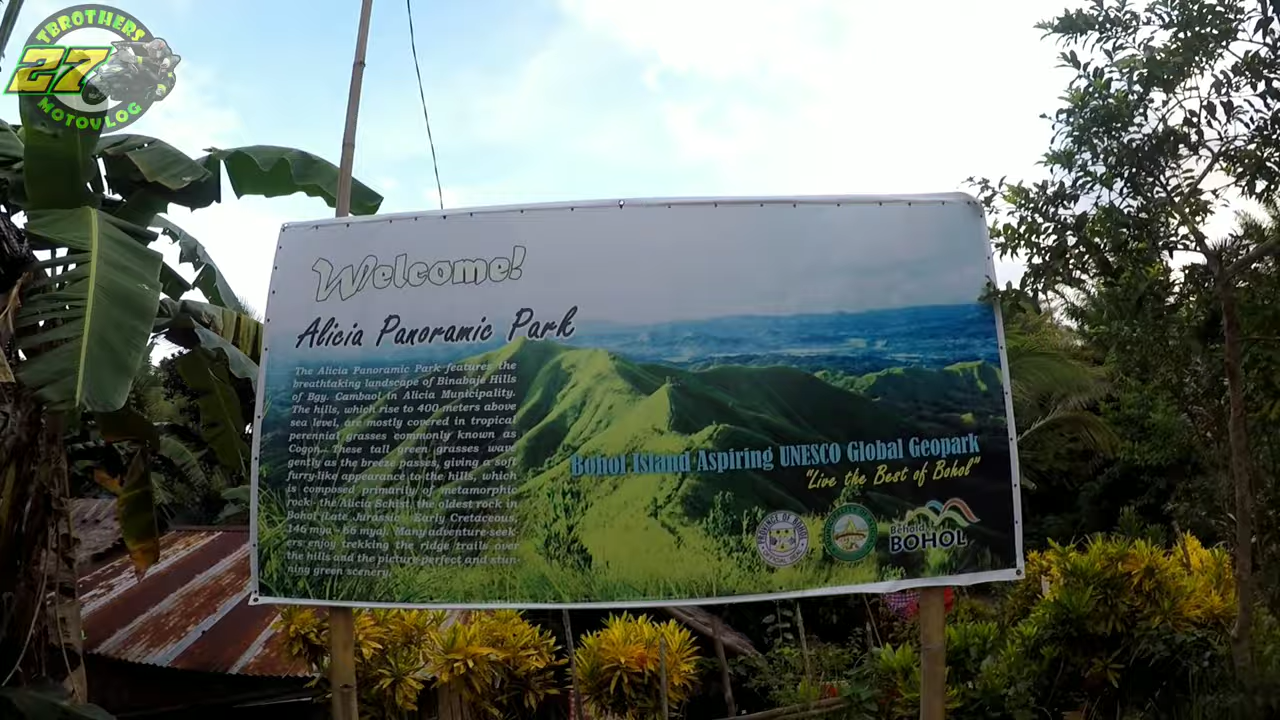 TBROTHERS
27
MOTOVLOG
Welcome!
Alicia Panoramic Park
The Alicia Panoramic Park features the
breathtaking landscape of Binabaje Hills
of Bgy. Cambaol in Alicia Municipality.
The hills, which rise to 400 meters above
sea level, are mostly covered in tropical
perennial grasses commonly known as
Cogon. These tall green grasses wave
gently as the breeze passes, giving a soft
furry-like appearance to the hills, which
is composed primarily of metamorphic
rock- the Alicia Schist, the oldest rock in
Bohol (Late Jurassic - Early Cretaceous,
146 mya - 66 mya). Many adventure-seek-
ers enjoy trekking the ridge trails over
the hills and the picture perfect and stun-
ning green scenery.
Bohol Island Aspiring UNESCO Global Geopark
"Live the Best of Bohol"
PROVINCE OF BOHOL
Behold
BOHOL